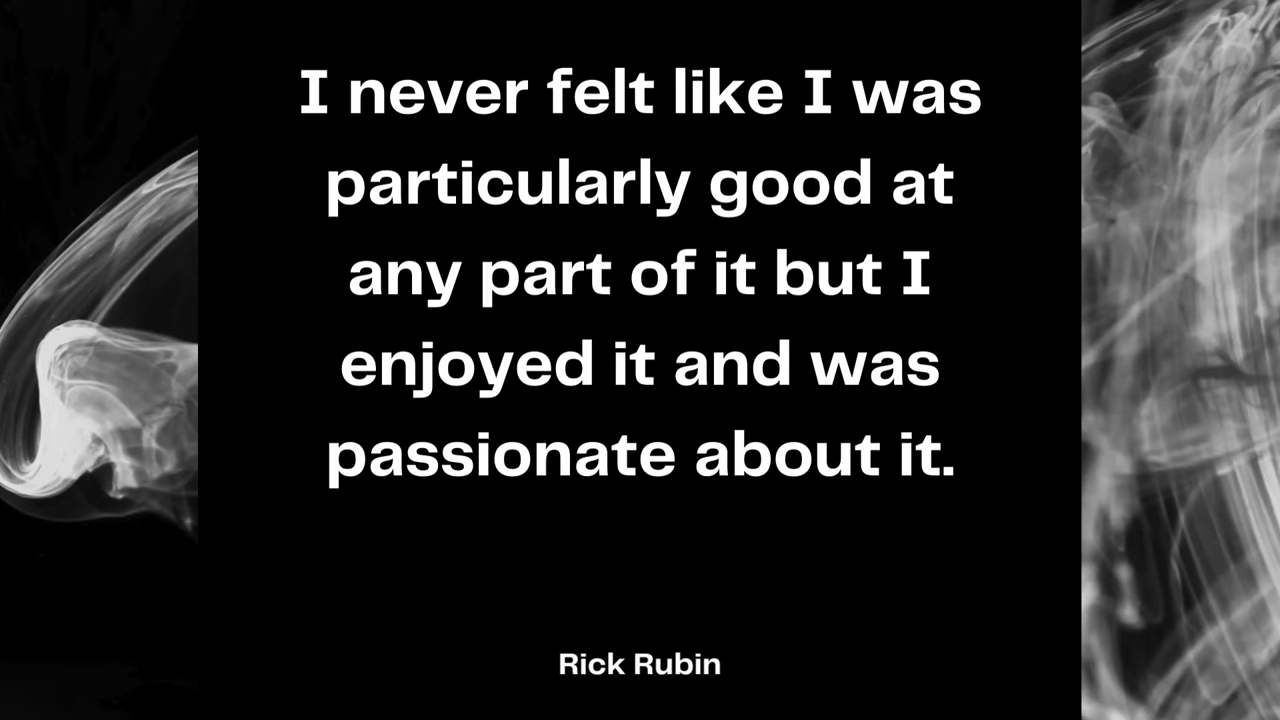 I never felt like I was
particularly good at
any part of it but I
enjoyed it and was
passionate about it.
Rick Rubin